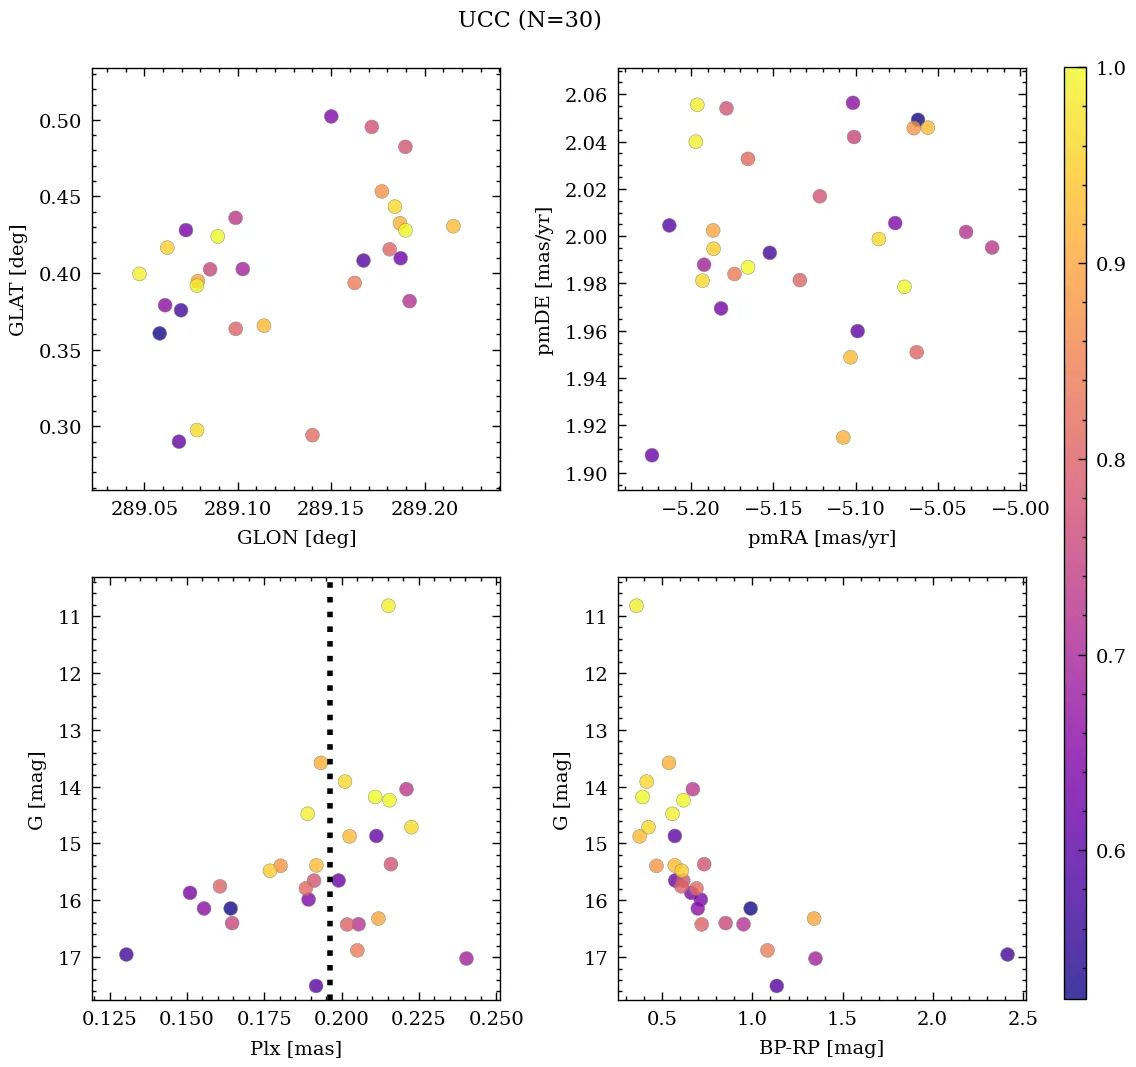 UCC (N=30)
0.50
0.45
0.40
0.35
0.30
GLAT [deg]
289.05 289.10 289.15 289.20
GLON [deg]
2.06
2.04
2.02
2.00
1.98
1.96
1.94
1.92
1.90
pmDE [mas/yr]
−5.20 −5.15 −5.10 −5.05 −5.00
pmRA [mas/yr]
11
12
13
14
15
16
17
G [mag]
0.125 0.150 0.175 0.200 0.225 0.250
Plx [mas]
11
12
13
14
15
16
17
G [mag]
0.5 1.0 1.5 2.0 2.5
BP-RP [mag]
1.0
0.9
0.8
0.7
0.6